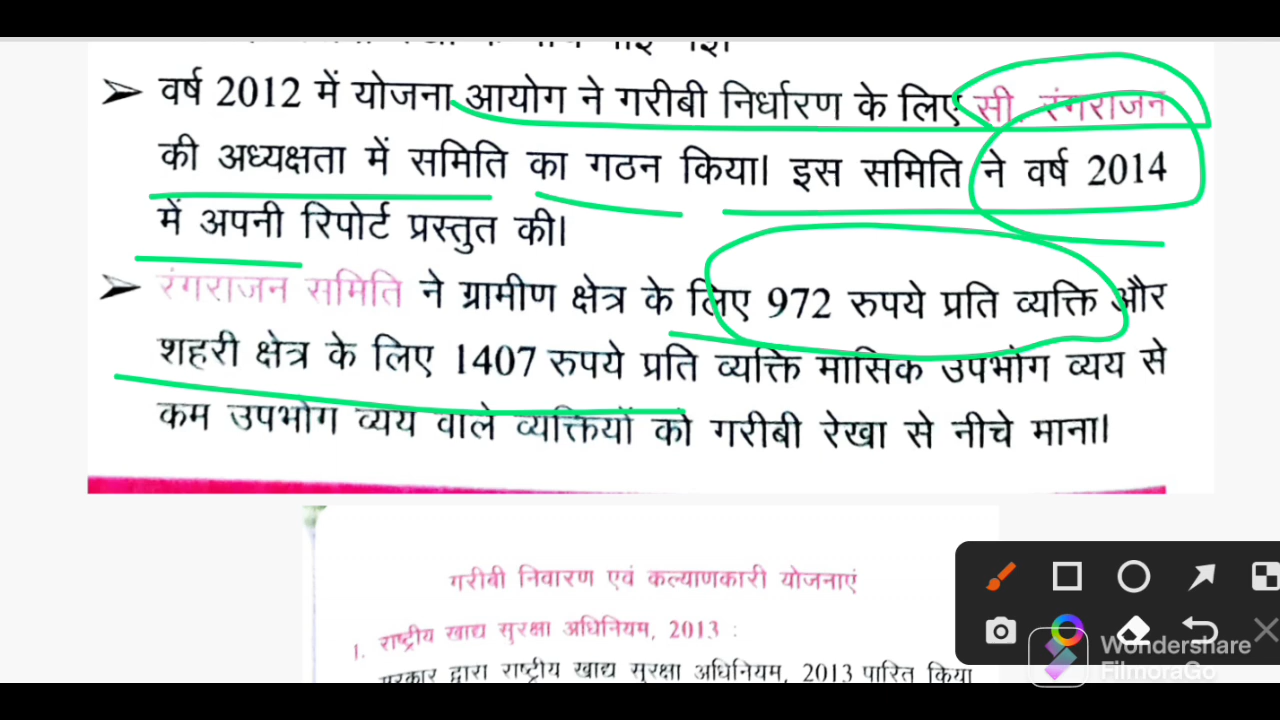 वर्ष 2012 में योजना आयोग ने गरीबी निर्धारण के लिए सी. रंगराजन
की अध्यक्षता में समिति का गठन किया। इस समिति ने वर्ष 2014
में अपनी रिपोर्ट प्रस्तुत की।
रंगराजन समिति ने ग्रामीण क्षेत्र के लिए 972 रुपये प्रति व्यक्ति और
शहरी क्षेत्र के लिए 1407 रुपये प्रति व्यक्ति मासिक उपभोग व्यय से
कम उपभोग व्यय वाले व्यक्तियों को गरीबी रेखा से नीचे माना।
गरीबी निवारण एवं कल्याणकारी योजनाएं
1. राष्ट्रीय खाद्य सुरक्षा अधिनियम, 2013 :
सरकार द्वारा राष्ट्रीय खाद्य सुरक्षा अधिनियम, 2013 पारित किया
Wondershare
FilmoraGo